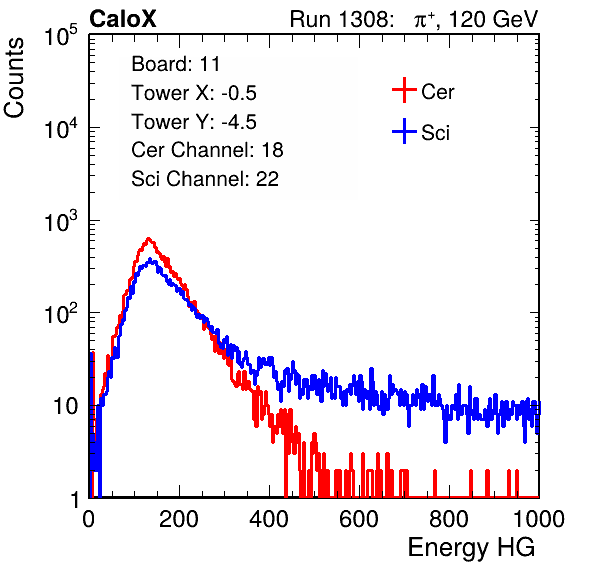 CaloX Run 1308: π⁺, 120 GeV
Counts
10⁵
10⁴
10³
10²
10
1
Board: 11
Tower X: -0.5
Tower Y: -4.5
Cer Channel: 18
Sci Channel: 22
Cer
Sci
0 200 400 600 800 1000
Energy HG